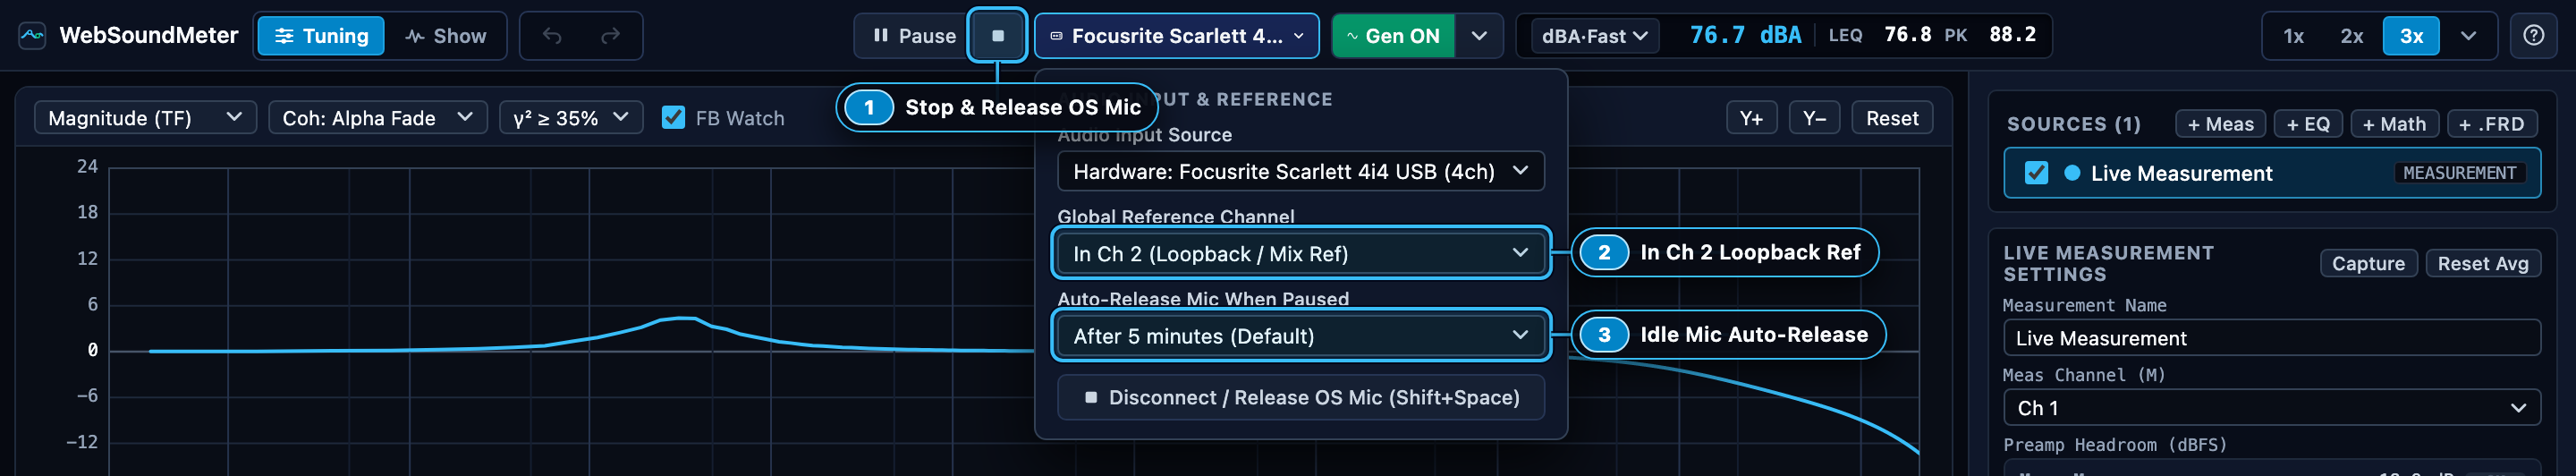 WebSoundMeter
Tuning
Show
Pause
Focusrite Scarlett 4...
Gen ON
dBA·Fast
76.7 dBA
LEQ 76.8 PK 88.2
1x 2x 3x
1 Stop & Release OS Mic
INPUT & REFERENCE
Audio Input Source
Hardware: Focusrite Scarlett 4i4 USB (4ch)
Global Reference Channel
In Ch 2 (Loopback / Mix Ref)
2 In Ch 2 Loopback Ref
Auto-Release Mic When Paused
After 5 minutes (Default)
3 Idle Mic Auto-Release
Disconnect / Release OS Mic (Shift+Space)
Magnitude (TF)
Coh: Alpha Fade
γ² ≥ 35%
FB Watch
Y+ Y− Reset
24
18
12
6
0
−6
−12
SOURCES (1)
+ Meas + EQ + Math + .FRD
Live Measurement
MEASUREMENT
LIVE MEASUREMENT
SETTINGS
Capture Reset Avg
Measurement Name
Live Measurement
Meas Channel (M)
Ch 1
Preamp Headroom (dBFS)